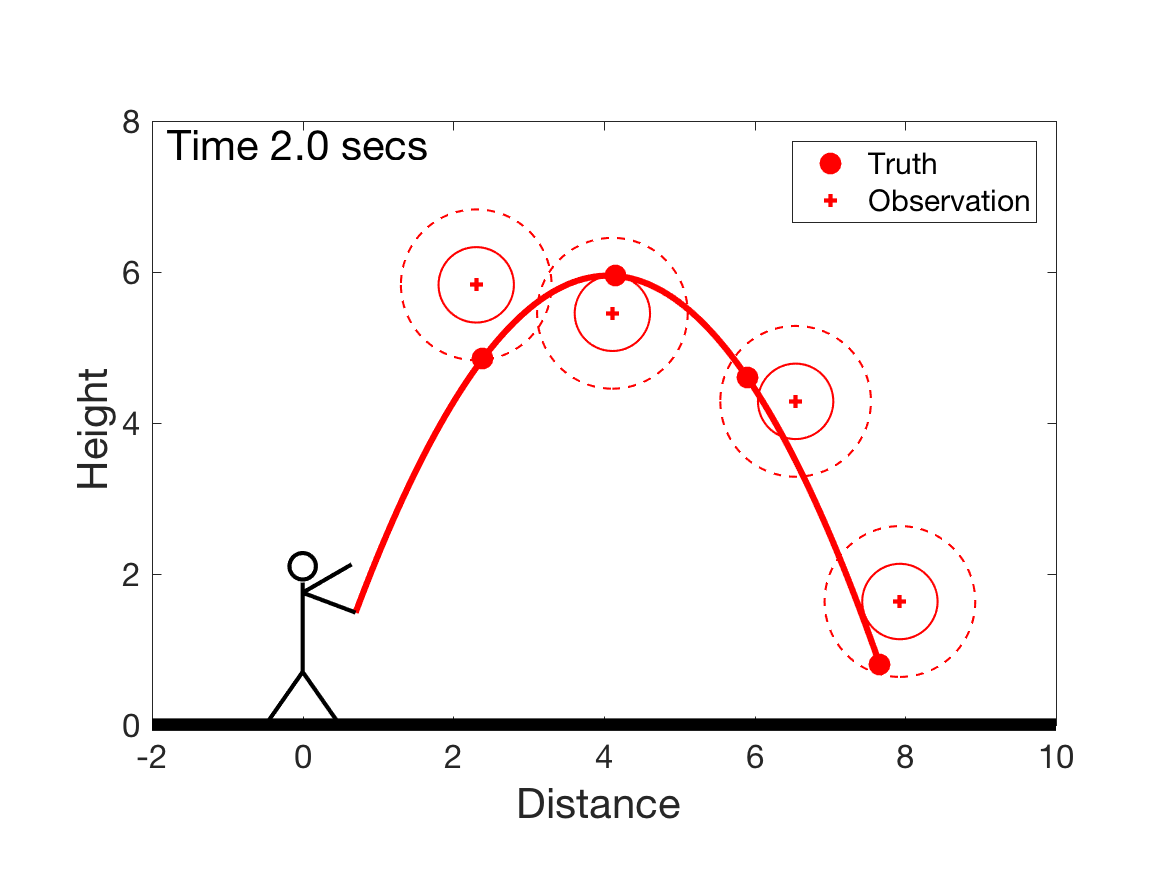 Time 2.0 secs
Truth
Observation
8
6
4
2
0
Height
-2 0 2 4 6 8 10
Distance